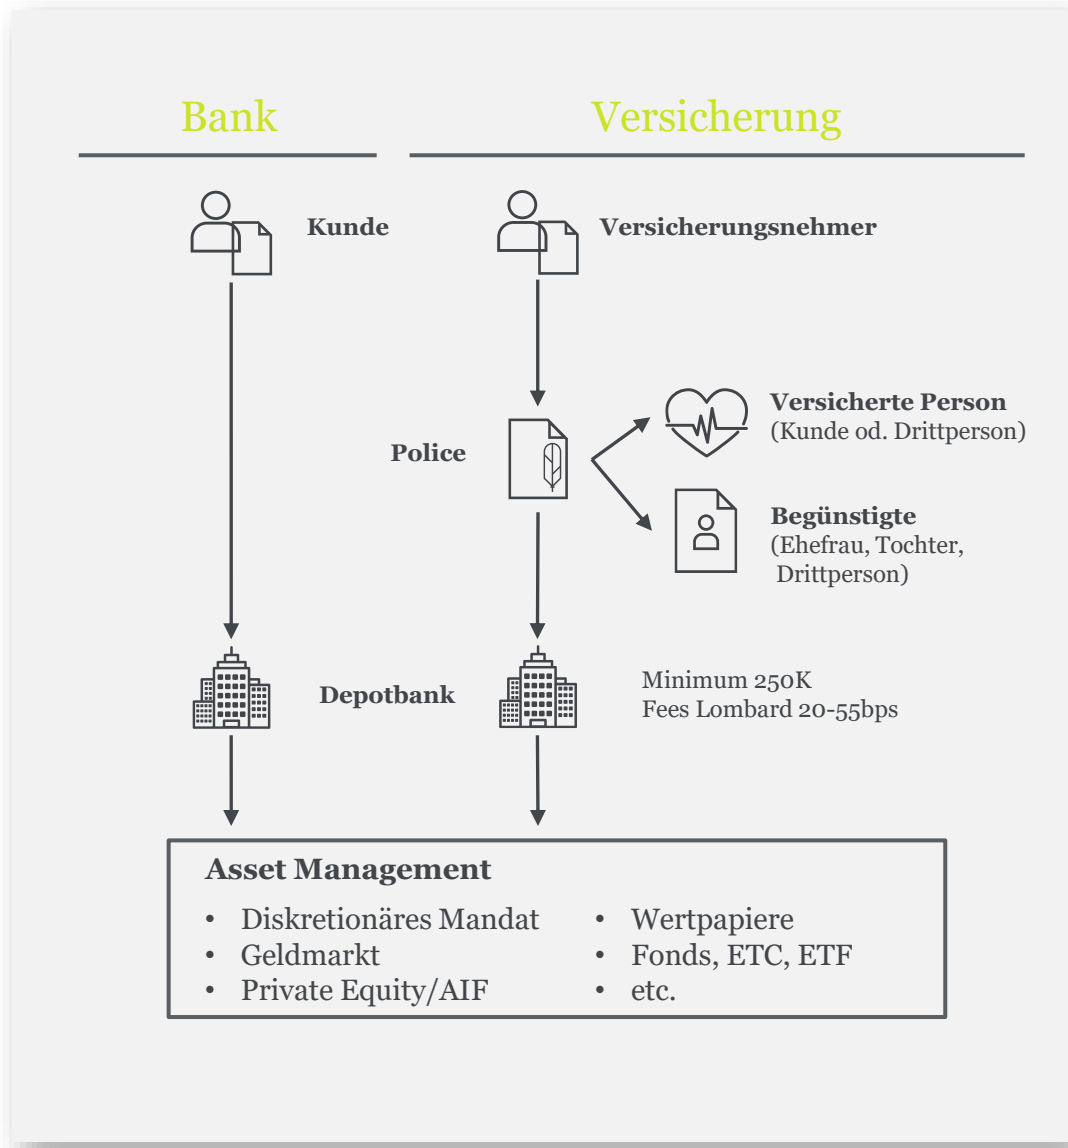 Bank
Versicherung
Kunde
Versicherungsnehmer
Police
Versicherte Person
(Kunde od. Drittperson)
Begünstigte
(Ehefrau, Tochter,
Drittperson)
Depotbank
Minimum 250K
Fees Lombard 20-55bps
Asset Management
• Diskretionäres Mandat
• Geldmarkt
• Private Equity/AIF
• Wertpapiere
• Fonds, ETC, ETF
• etc.